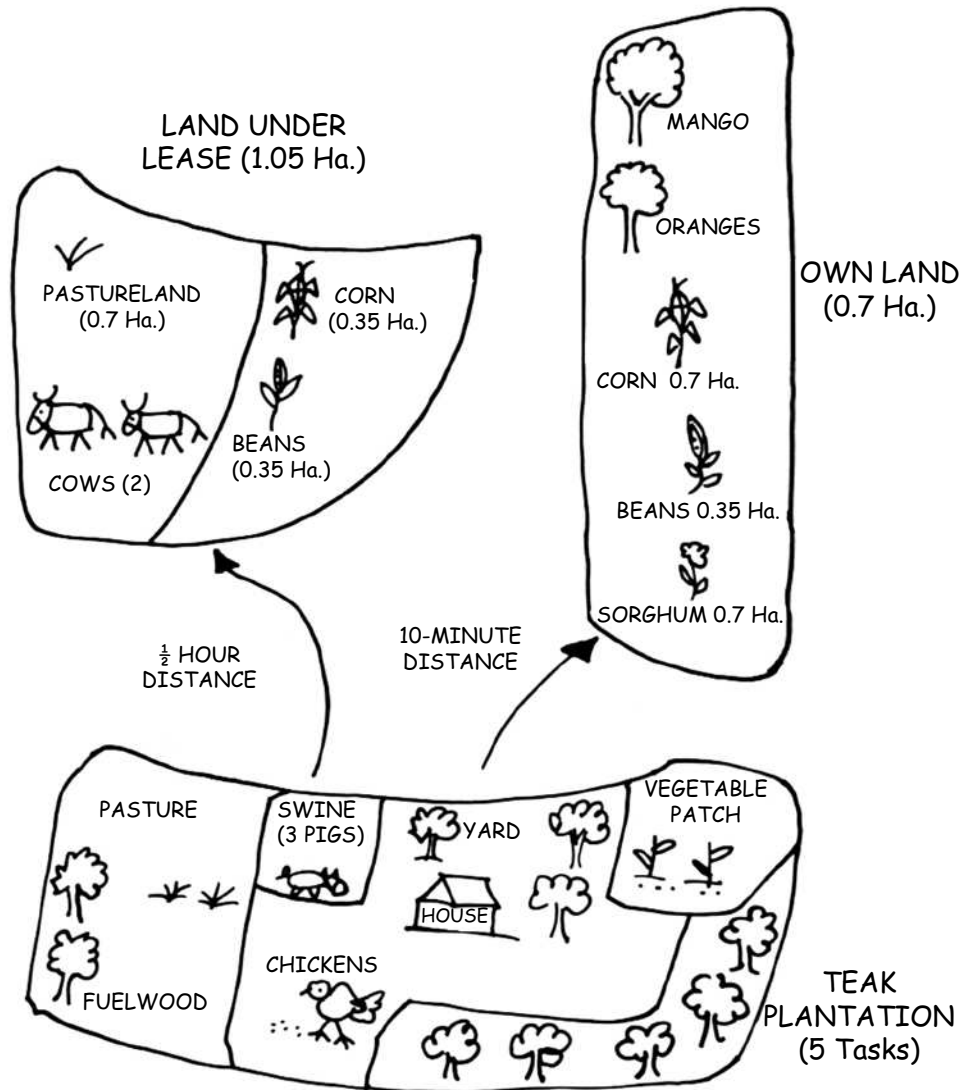 LAND UNDER
LEASE (1.05 Ha.)
PASTURELAND
(0.7 Ha.)
CORN
(0.35 Ha.)
BEANS
(0.35 Ha.)
COWS (2)
MANGO
ORANGES
CORN 0.7 Ha.
BEANS 0.35 Ha.
SORGHUM 0.7 Ha.
OWN LAND
(0.7 Ha.)
½ HOUR
DISTANCE
10-MINUTE
DISTANCE
PASTURE
SWINE
(3 PIGS)
YARD
VEGETABLE
PATCH
HOUSE
CHICKENS
FUELWOOD
TEAK
PLANTATION
(5 Tasks)